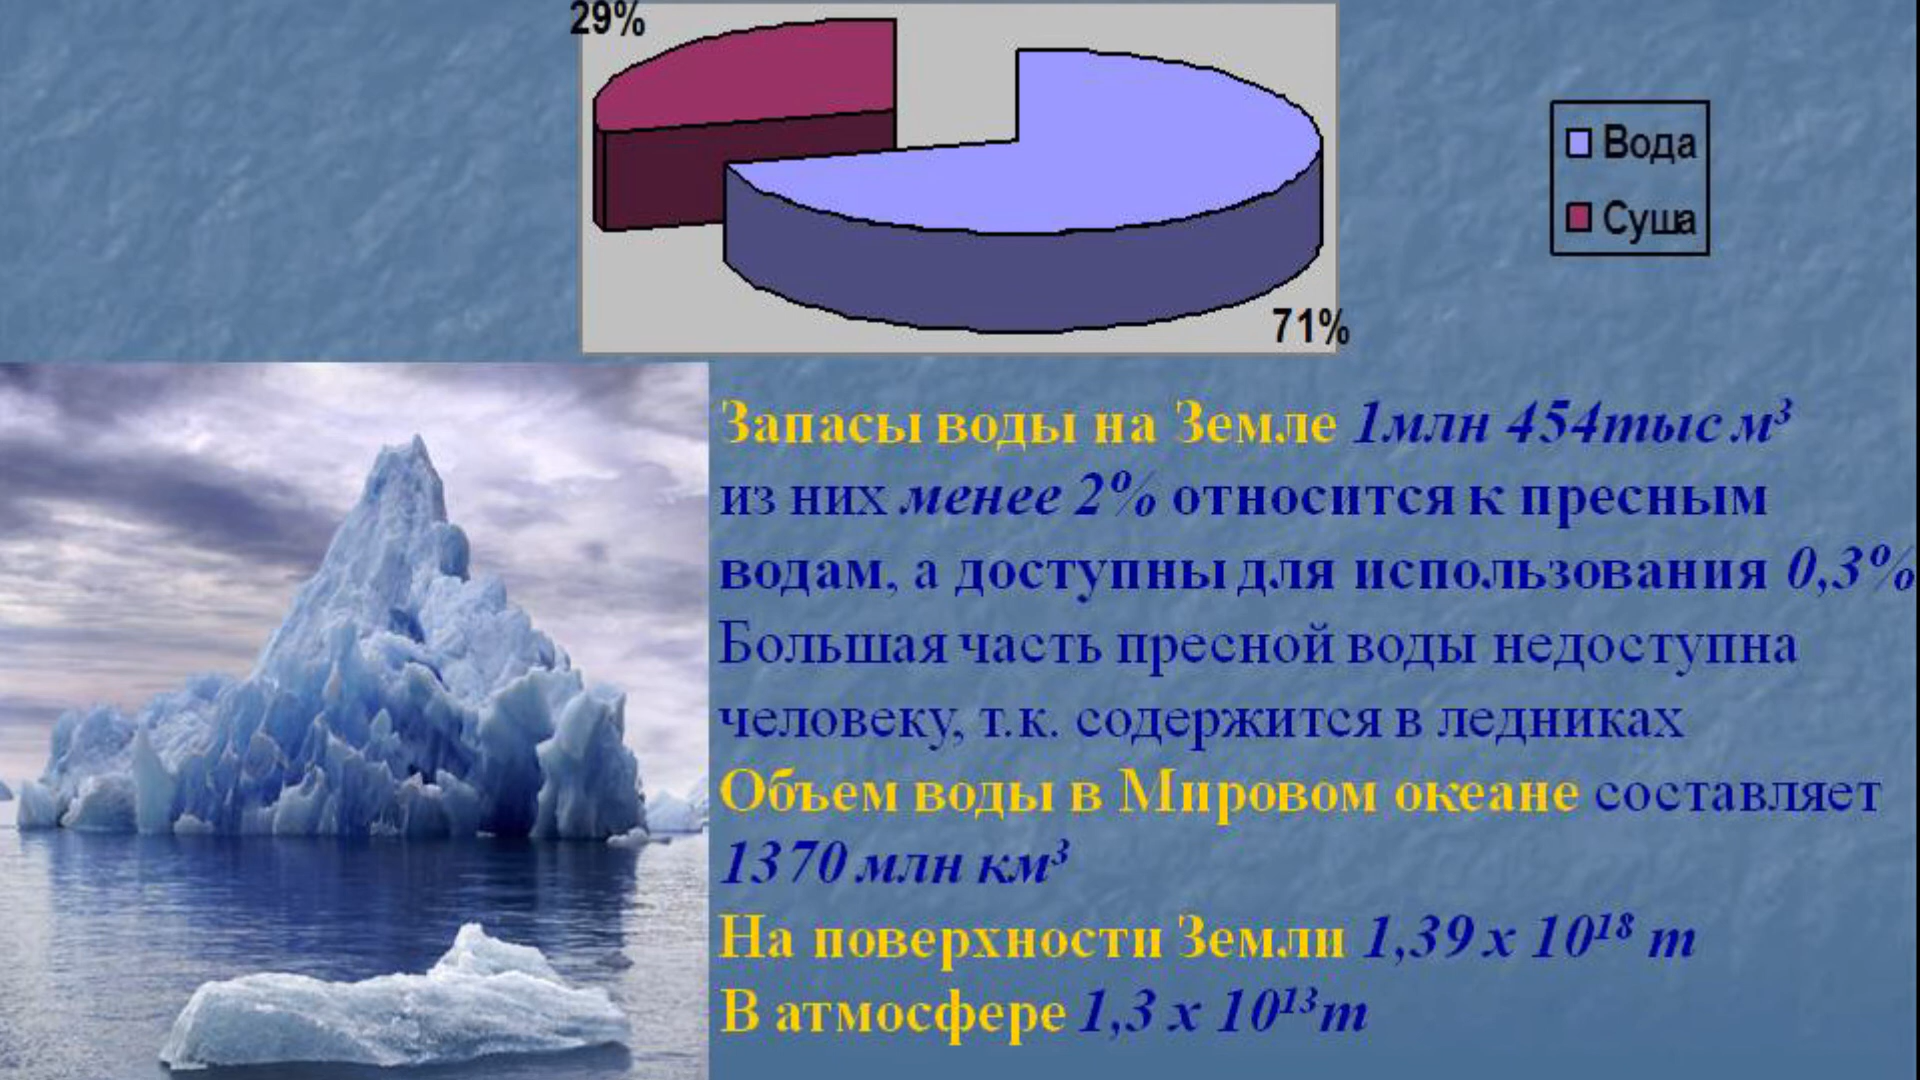 29%
Вода
Суша
71%
Запасы воды на Земле 1млн 454тыс м³
из них менее 2% относится к пресным
водам, а доступны для использования 0,3%
Большая часть пресной воды недоступна
человеку, т.к. содержится в ледниках
Объем воды в Мировом океане составляет
1370 млн км³
На поверхности Земли 1,39 х 10¹⁸ т
В атмосфере 1,3 х 10¹³т